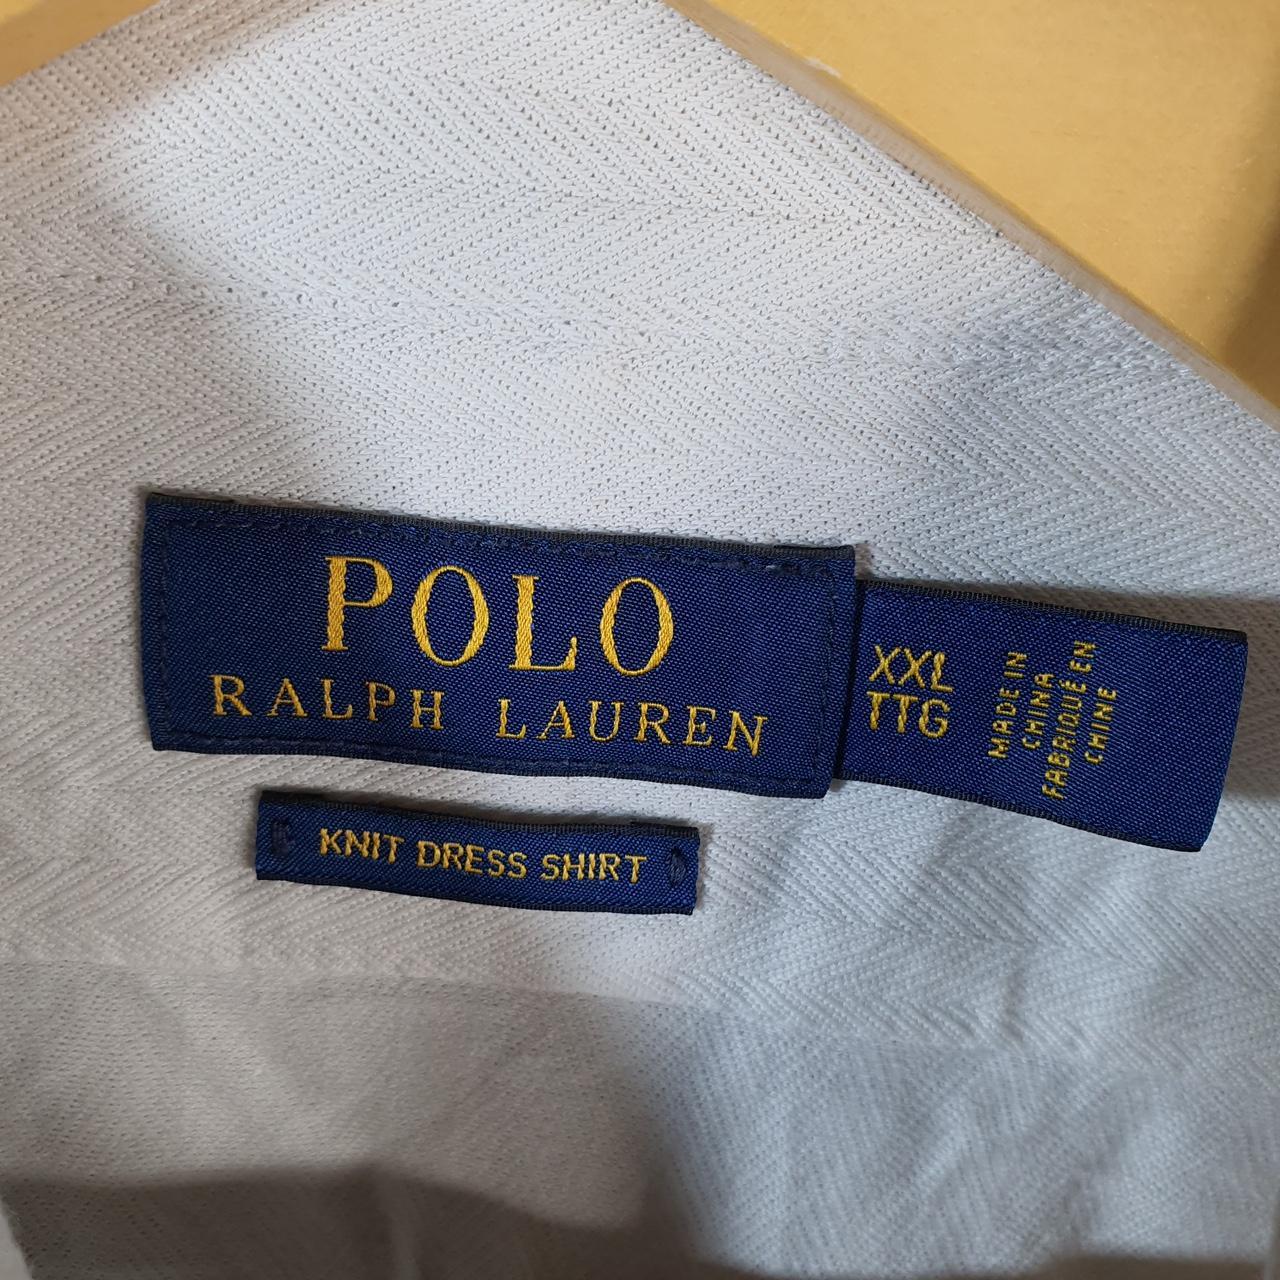 POLO
RALPH LAUREN
XXL
TTG
MADE IN
CHINA
FABRIQUÉ EN
CHINE
KNIT DRESS SHIRT